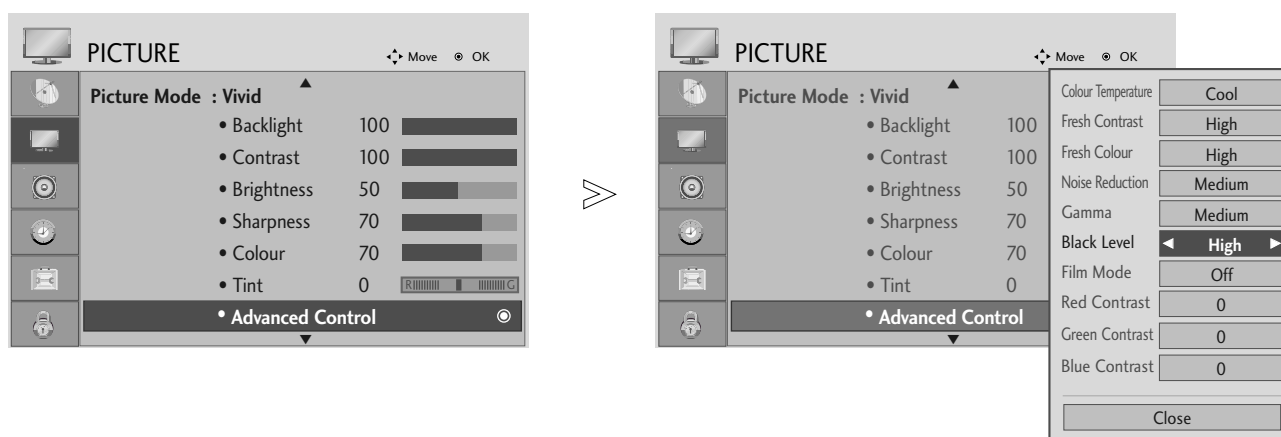 PICTURE
Move OK
Picture Mode : Vivid
• Backlight 100
• Contrast 100
• Brightness 50
• Sharpness 70
• Colour 70
• Tint 0 R G
• Advanced Control
PICTURE
Move OK
Picture Mode : Vivid
• Backlight 100
• Contrast 100
• Brightness 50
• Sharpness 70
• Colour 70
• Tint 0
• Advanced Control
Colour Temperature Cool
Fresh Contrast High
Fresh Colour High
Noise Reduction Medium
Gamma Medium
Black Level ◀ High ▶
Film Mode Off
Red Contrast 0
Green Contrast 0
Blue Contrast 0
Close